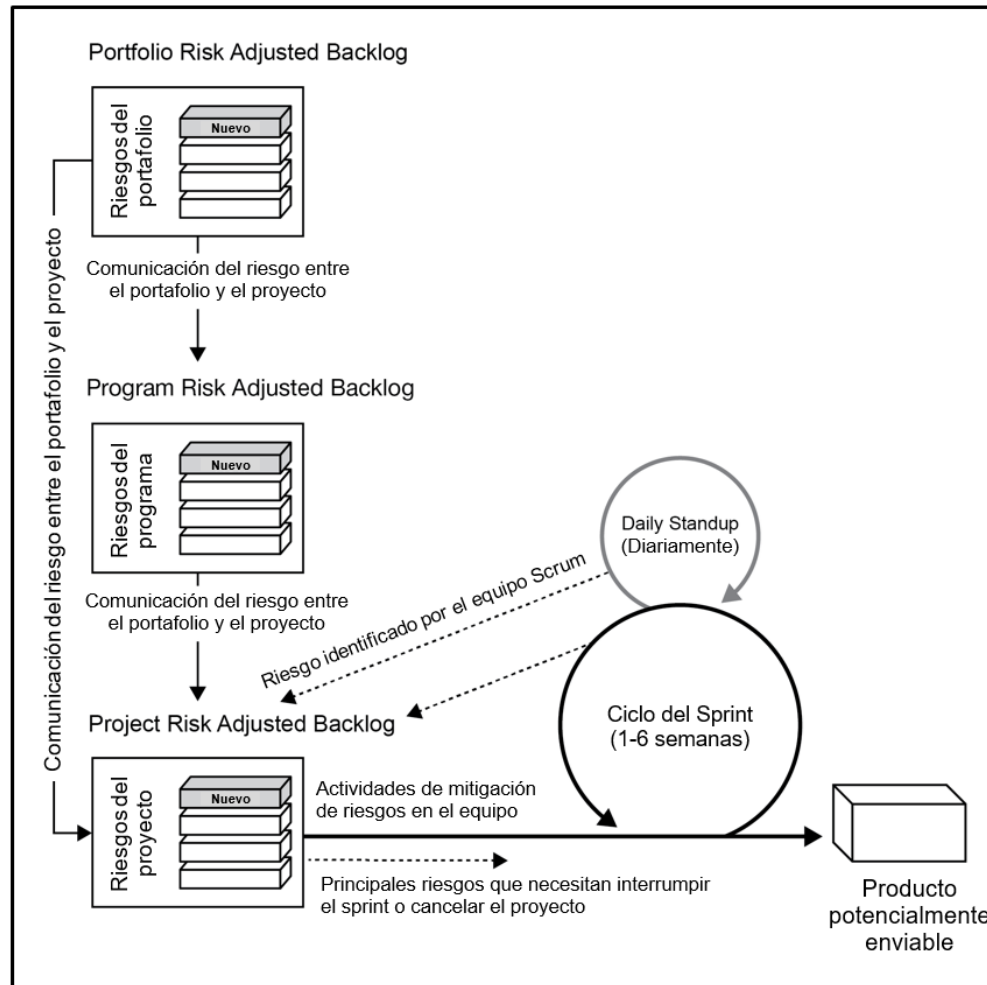 Portfolio Risk Adjusted Backlog
Riesgos del
portafolio
Nuevo
Comunicación del riesgo entre
el portafolio y el proyecto
Comunicación del riesgo entre el portafolio y el proyecto
Program Risk Adjusted Backlog
Riesgos del
programa
Nuevo
Comunicación del riesgo entre
el portafolio y el proyecto
Daily Standup
(Diariamente)
Riesgo identificado por el equipo Scrum
Project Risk Adjusted Backlog
Ciclo del Sprint
(1-6 semanas)
Riesgos del
proyecto
Nuevo
Actividades de mitigación
de riesgos en el equipo
Principales riesgos que necesitan interrumpir
el sprint o cancelar el proyecto
Producto
potencialmente
enviable